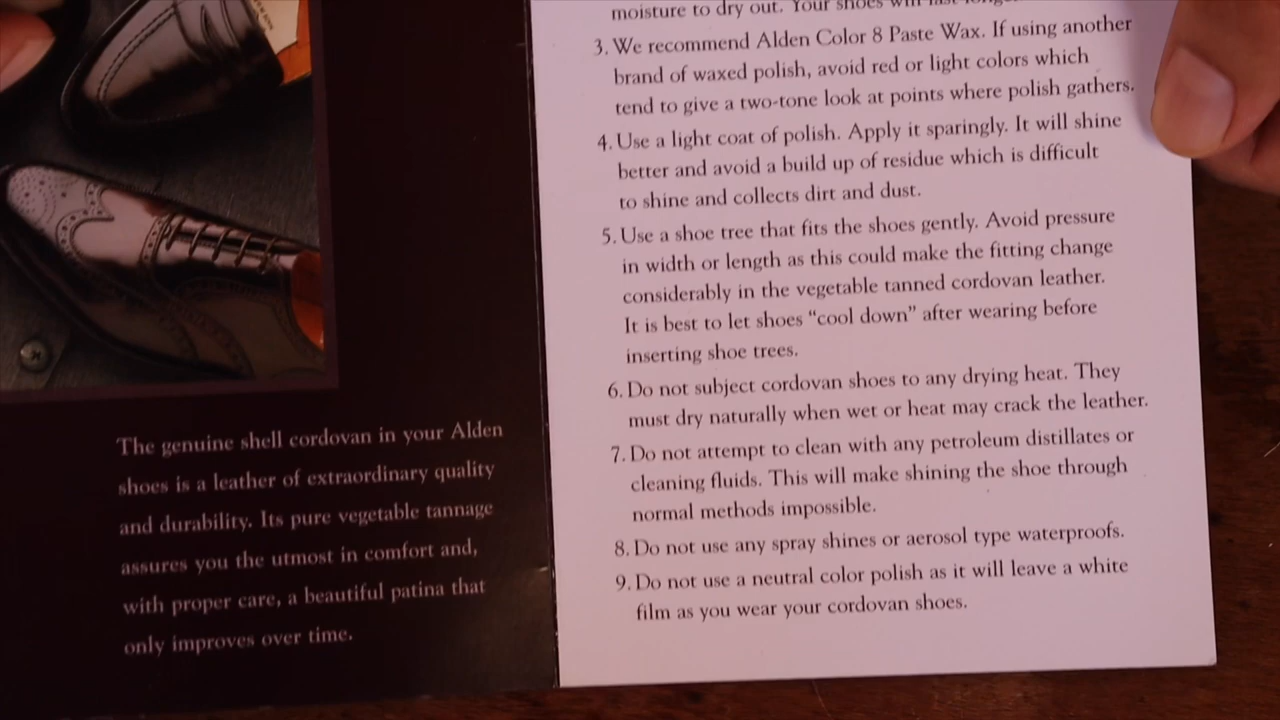 The genuine shell cordovan in your Alden
shoes is a leather of extraordinary quality
and durability. Its pure vegetable tannage
assures you the utmost in comfort and,
with proper care, a beautiful patina that
only improves over time.
moisture to dry out. Your shoes will last
3. We recommend Alden Color 8 Paste Wax. If using another
brand of waxed polish, avoid red or light colors which
tend to give a two-tone look at points where polish gathers.
4. Use a light coat of polish. Apply it sparingly. It will shine
better and avoid a build up of residue which is difficult
to shine and collects dirt and dust.
5. Use a shoe tree that fits the shoes gently. Avoid pressure
in width or length as this could make the fitting change
considerably in the vegetable tanned cordovan leather.
It is best to let shoes “cool down” after wearing before
inserting shoe trees.
6. Do not subject cordovan shoes to any drying heat. They
must dry naturally when wet or heat may crack the leather.
7. Do not attempt to clean with any petroleum distillates or
cleaning fluids. This will make shining the shoe through
normal methods impossible.
8. Do not use any spray shines or aerosol type waterproofs.
9. Do not use a neutral color polish as it will leave a white
film as you wear your cordovan shoes.